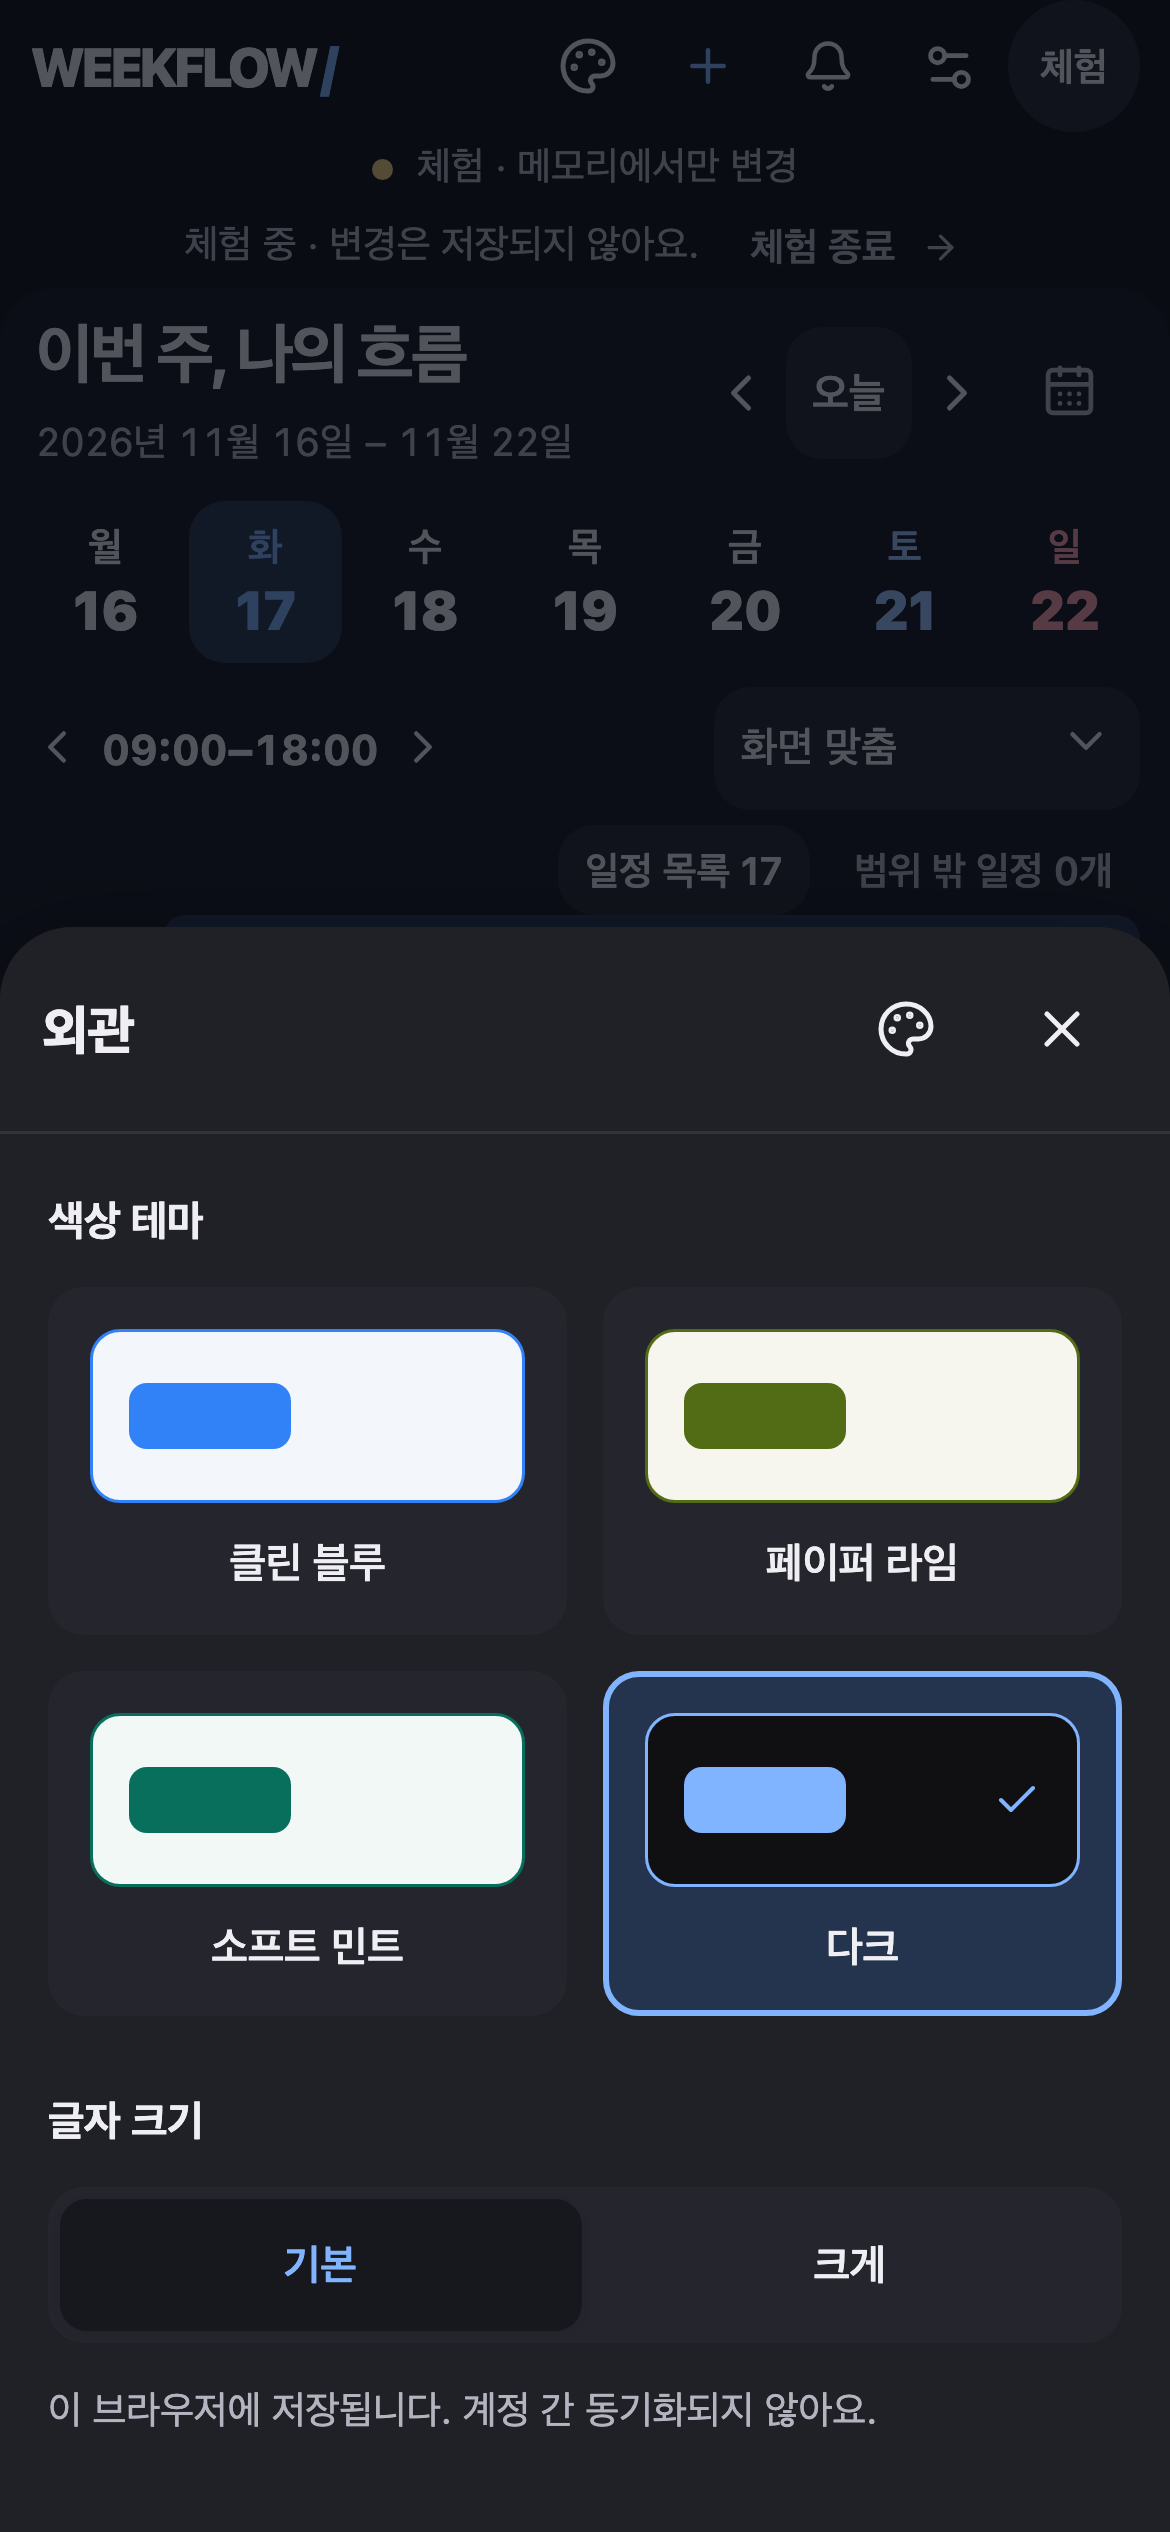 WEEKFLOW/
체험
체험 · 메모리에서만 변경
체험 중 · 변경은 저장되지 않아요. 체험 종료 →
이번 주, 나의 흐름
오늘
2026년 11월 16일 – 11월 22일
월 화 수 목 금 토 일
16 17 18 19 20 21 22
09:00–18:00 화면 맞춤
일정 목록 17 범위 밖 일정 0개
외관
색상 테마
클린 블루 페이퍼 라임
소프트 민트 다크
글자 크기
기본 크게
이 브라우저에 저장됩니다. 계정 간 동기화되지 않아요.